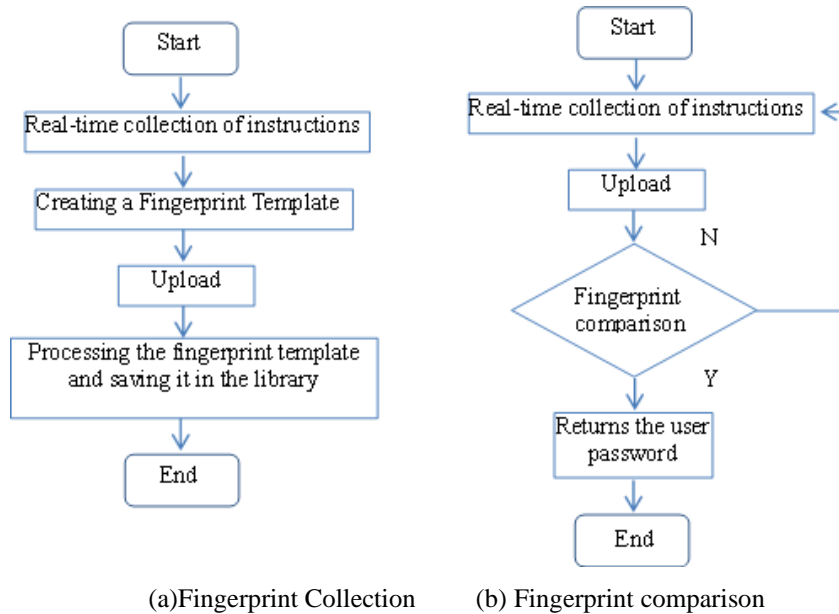 Start
Real-time collection of instructions
Creating a Fingerprint Template
Upload
Processing the fingerprint template
and saving it in the library
End
Start
Real-time collection of instructions
Upload
N
Fingerprint
comparison
Y
Returns the user
password
End
(a)Fingerprint Collection
(b) Fingerprint comparison